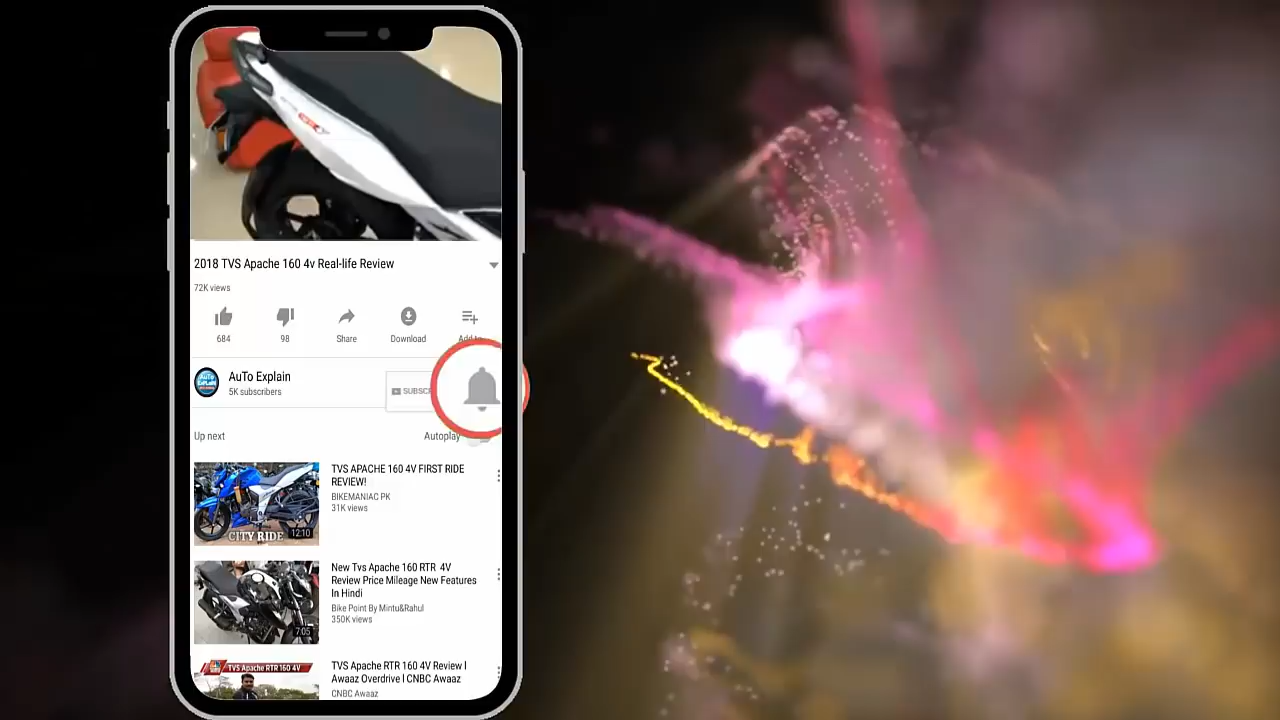 2018 TVS Apache 160 4v Real-life Review
72K views
684
98
Share
Download
Add to
AuTo Explain
5K subscribers
Up next
Autoplay
TVS APACHE 160 4V FIRST RIDE
REVIEW!
BIKEMANIAC PK
31K views
CITY RIDE
12:10
New Tvs Apache 160 RTR 4V
Review Price Mileage New Features
In Hindi
Bike Point By Mintu&Rahul
350K views
7:05
TVS Apache RTR 160 4V
TVS Apache RTR 160 4V Review l
Awaaz Overdrive l CNBC Awaaz
CNBC Awaaz